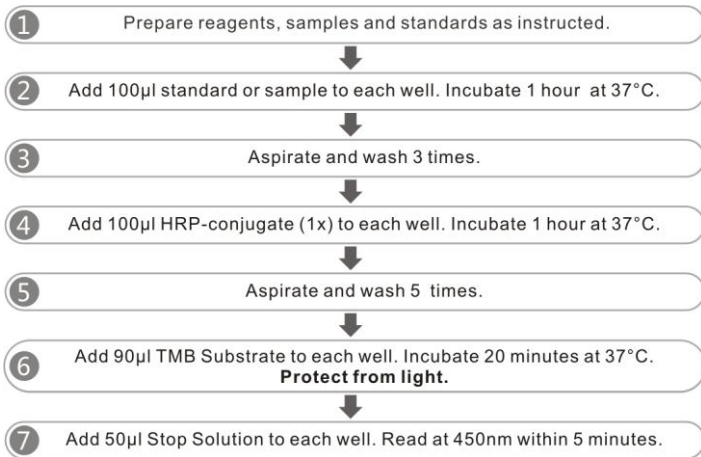 1 Prepare reagents, samples and standards as instructed.
2 Add 100μl standard or sample to each well. Incubate 1 hour at 37°C.
3 Aspirate and wash 3 times.
4 Add 100μl HRP-conjugate (1x) to each well. Incubate 1 hour at 37°C.
5 Aspirate and wash 5 times.
6 Add 90μl TMB Substrate to each well. Incubate 20 minutes at 37°C.
Protect from light.
7 Add 50μl Stop Solution to each well. Read at 450nm within 5 minutes.